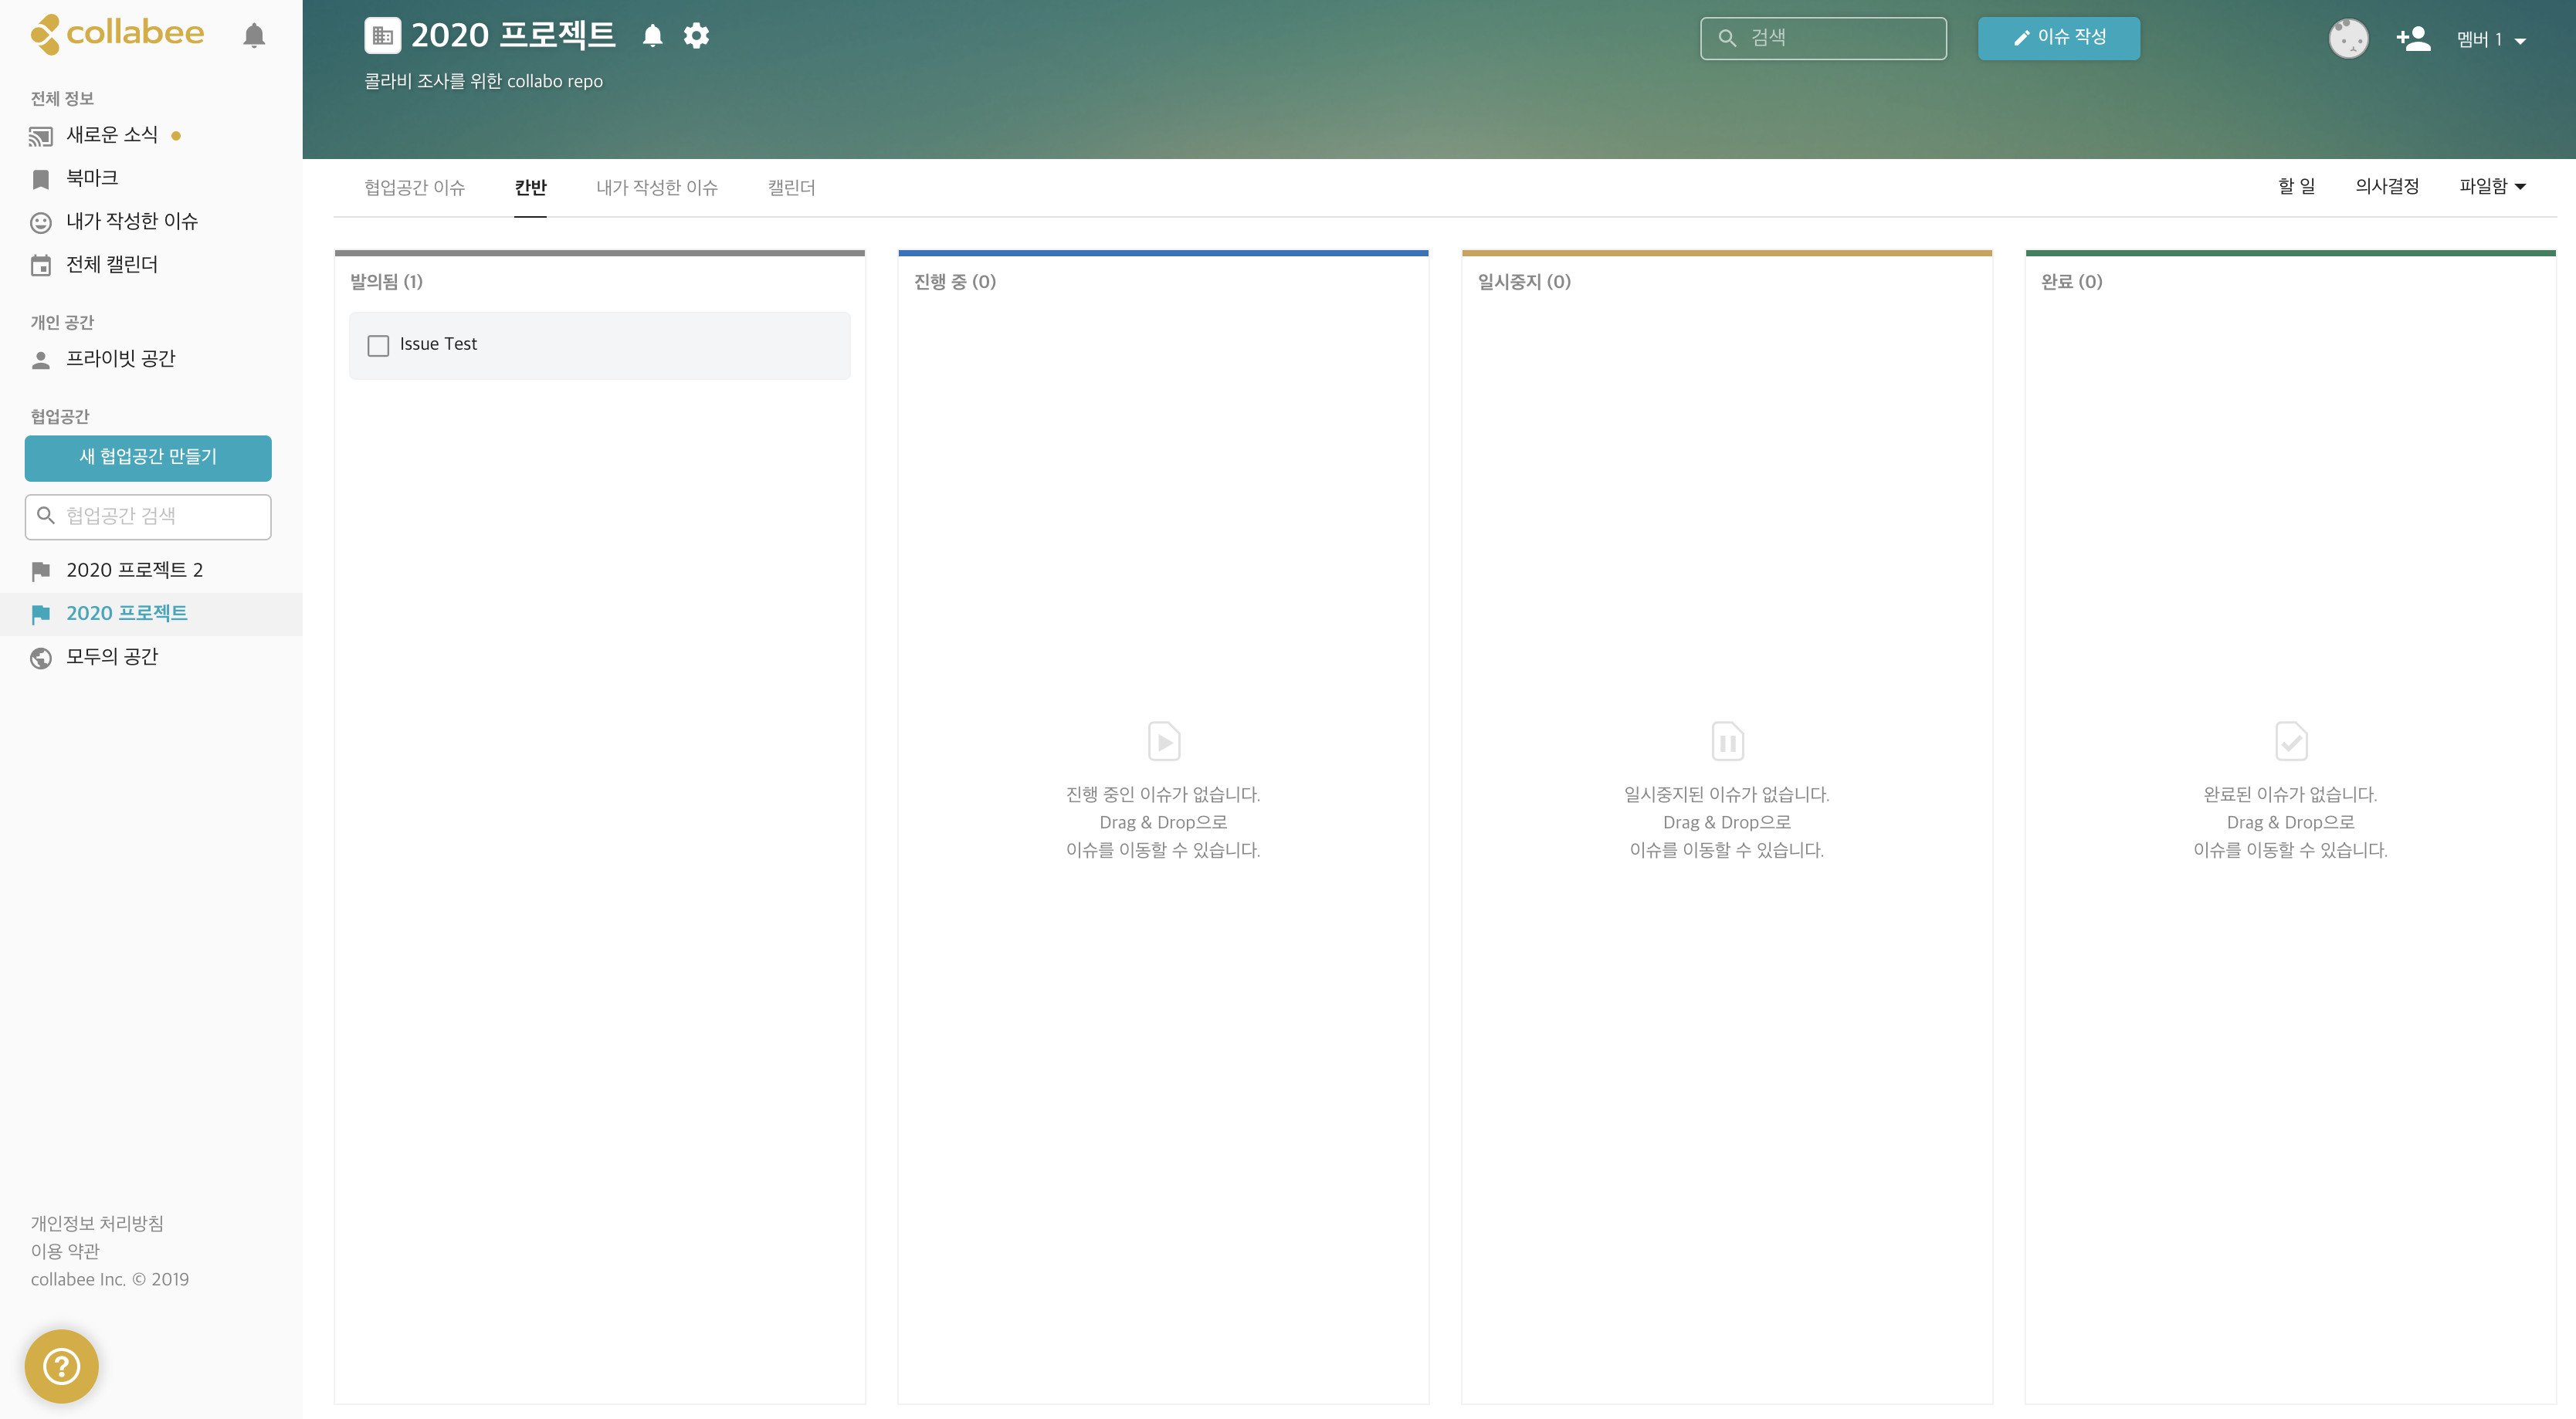 collabee
전체 정보
새로운 소식
북마크
내가 작성한 이슈
전체 캘린더
개인 공간
프라이빗 공간
협업공간
새 협업공간 만들기
협업공간 검색
2020 프로젝트 2
2020 프로젝트
모두의 공간
개인정보 처리방침
이용 약관
collabee Inc. © 2019
2020 프로젝트
콜라비 조사를 위한 collabo repo
검색
이슈 작성
멤버 1
협업공간 이슈
칸반
내가 작성한 이슈
캘린더
할 일
의사결정
파일함
발의됨 (1)
Issue Test
진행 중 (0)
진행 중인 이슈가 없습니다.
Drag & Drop으로
이슈를 이동할 수 있습니다.
일시중지 (0)
일시중지된 이슈가 없습니다.
Drag & Drop으로
이슈를 이동할 수 있습니다.
완료 (0)
완료된 이슈가 없습니다.
Drag & Drop으로
이슈를 이동할 수 있습니다.